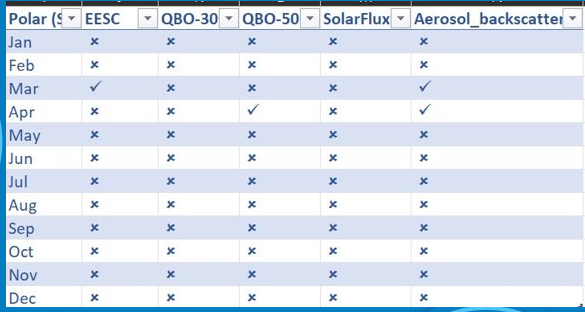 Polar (S EESC QBO-30 QBO-50 SolarFlux Aerosol_backscatter
Jan × × × × ×
Feb × × × × ×
Mar ✓ × × × ✓
Apr × × ✓ × ✓
May × × × × ×
Jun × × × × ×
Jul × × × × ×
Aug × × × × ×
Sep × × × × ×
Oct × × × × ×
Nov × × × × ×
Dec × × × × ×